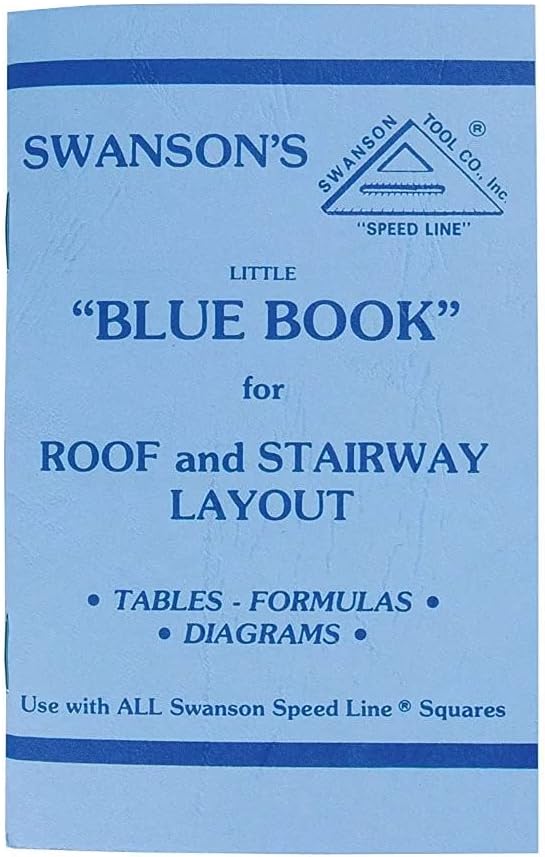 SWANSON'S
SWANSON TOOL CO., Inc. ®
"SPEED LINE"
LITTLE
“BLUE BOOK”
for
ROOF and STAIRWAY
LAYOUT
• TABLES - FORMULAS •
• DIAGRAMS •
Use with ALL Swanson Speed Line ® Squares